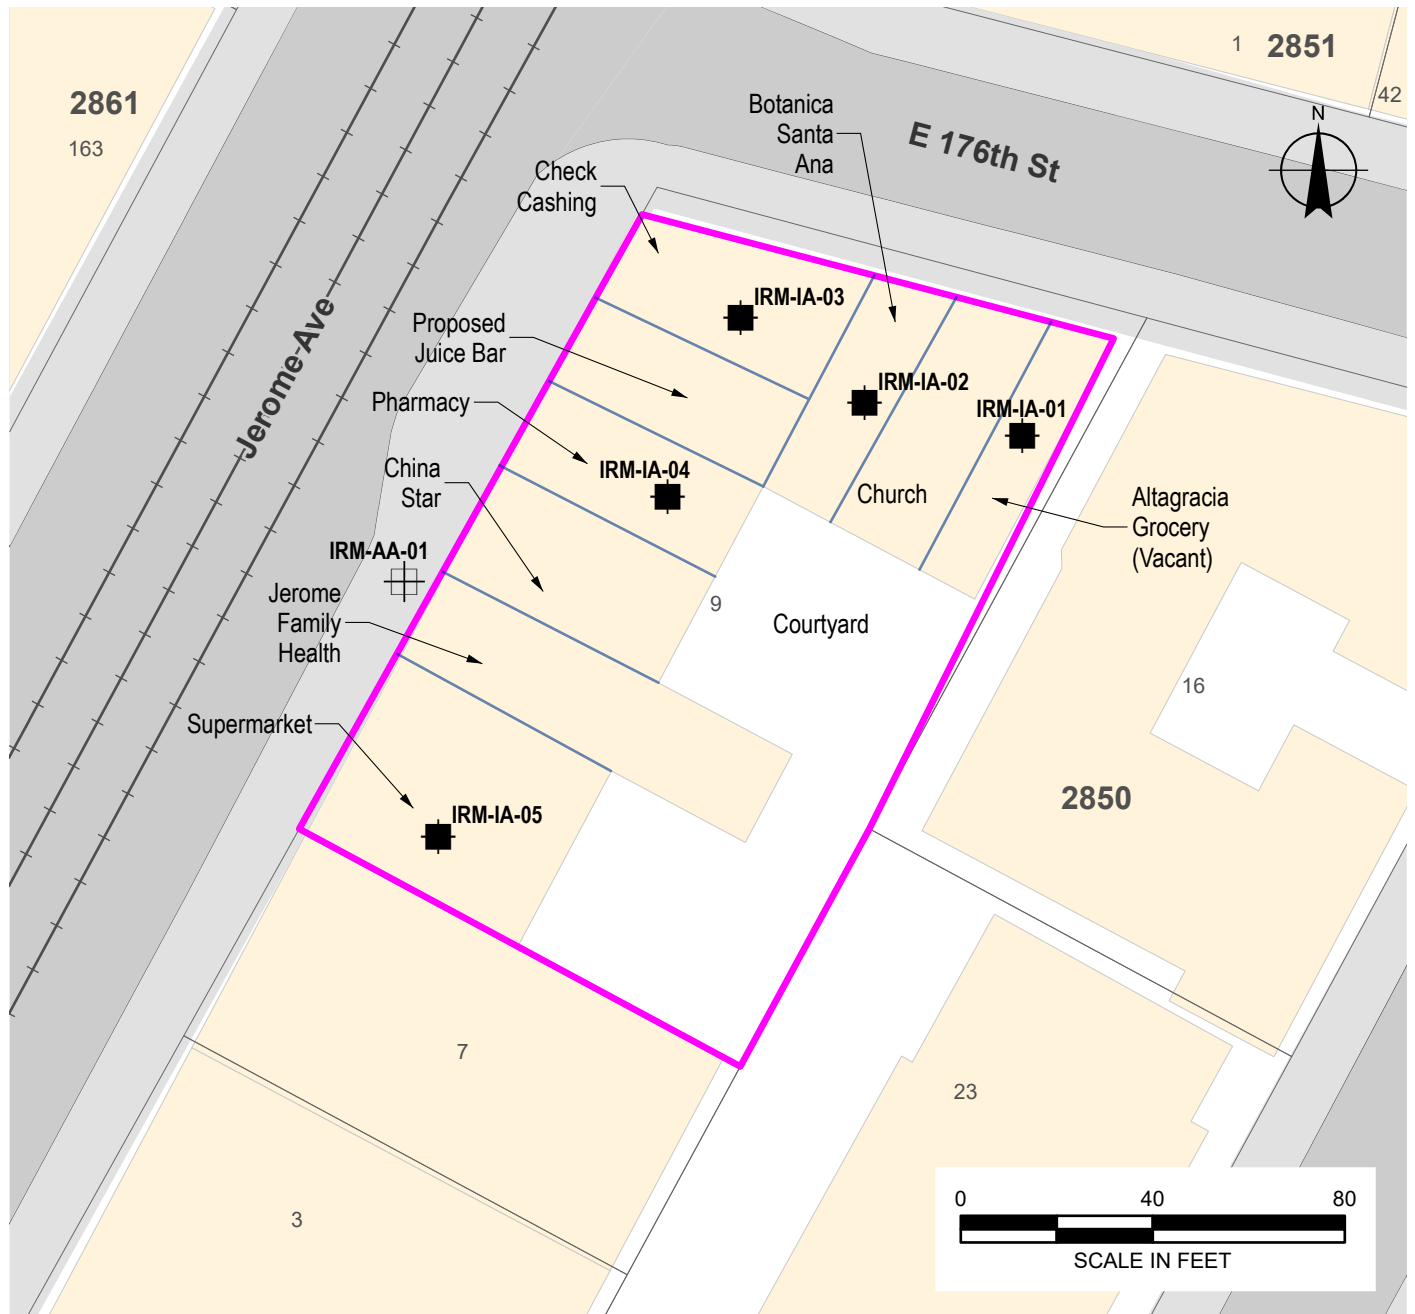 1 2851
42
2861
163
E 176th St
N
Botanica
Santa
Ana
Check
Cashing
IRM-IA-03
Jerome Ave
Proposed
Juice Bar
Pharmacy
IRM-IA-02
IRM-IA-01
China
Star
IRM-IA-04
Church
Altagracia
Grocery
(Vacant)
IRM-AA-01
Jerome
Family
Health
9
Courtyard
16
Supermarket
IRM-IA-05
2850
7
23
3
0 40 80
SCALE IN FEET